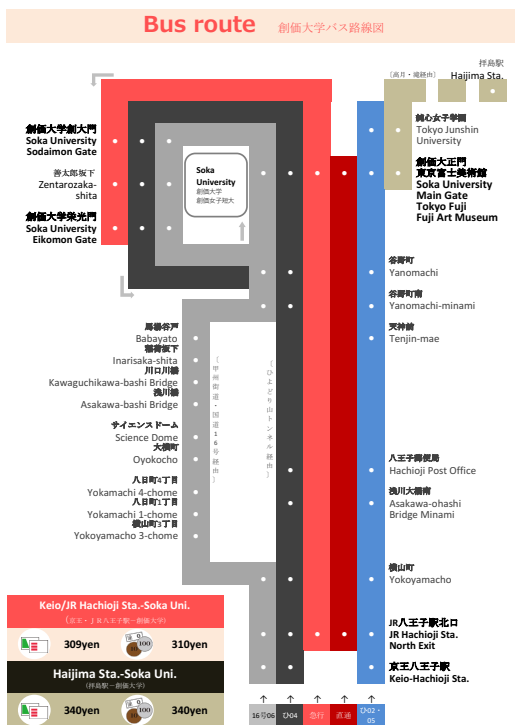 Bus route 創価大学バス路線図
拝島駅
［高月・滝経由］ Haijima Sta.
創価大学創大門
Soka University
Sodaimon Gate
善太郎坂下
Zentarozaka-
shita
創価大学栄光門
Soka University
Eikomon Gate
Soka
University
創価大学
創価女子短大
純心女子学園
Tokyo Junshin
University
創価大正門
東京富士美術館
Soka University
Main Gate
Tokyo Fuji
Fuji Art Museum
谷野町
Yanomachi
谷野町南
Yanomachi-minami
天神前
Tenjin-mae
馬場谷戸
Babayato
稲荷坂下
Inarisaka-shita
川口川橋
Kawaguchikawa-bashi Bridge
浅川橋
Asakawa-bashi Bridge
サイエンスドーム
Science Dome
大横町
Oyokocho
八日町4丁目
Yokamachi 4-chome
八日町1丁目
Yokamachi 1-chome
横山町3丁目
Yokoyamacho 3-chome
［甲州街道・国道16号経由］
［ひよどり山トンネル経由］
八王子郵便局
Hachioji Post Office
浅川大橋南
Asakawa-ohashi
Bridge Minami
横山町
Yokoyamacho
JR八王子駅北口
JR Hachioji Sta.
North Exit
京王八王子駅
Keio-Hachioji Sta.
Keio/JR Hachioji Sta.-Soka Uni.
(京王・ＪＲ八王子駅－創価大学)
309yen 310yen
Haijima Sta.-Soka Uni.
(拝島駅－創価大学)
340yen 340yen
16号06 ひ04 急行 直通 ひ02・
05